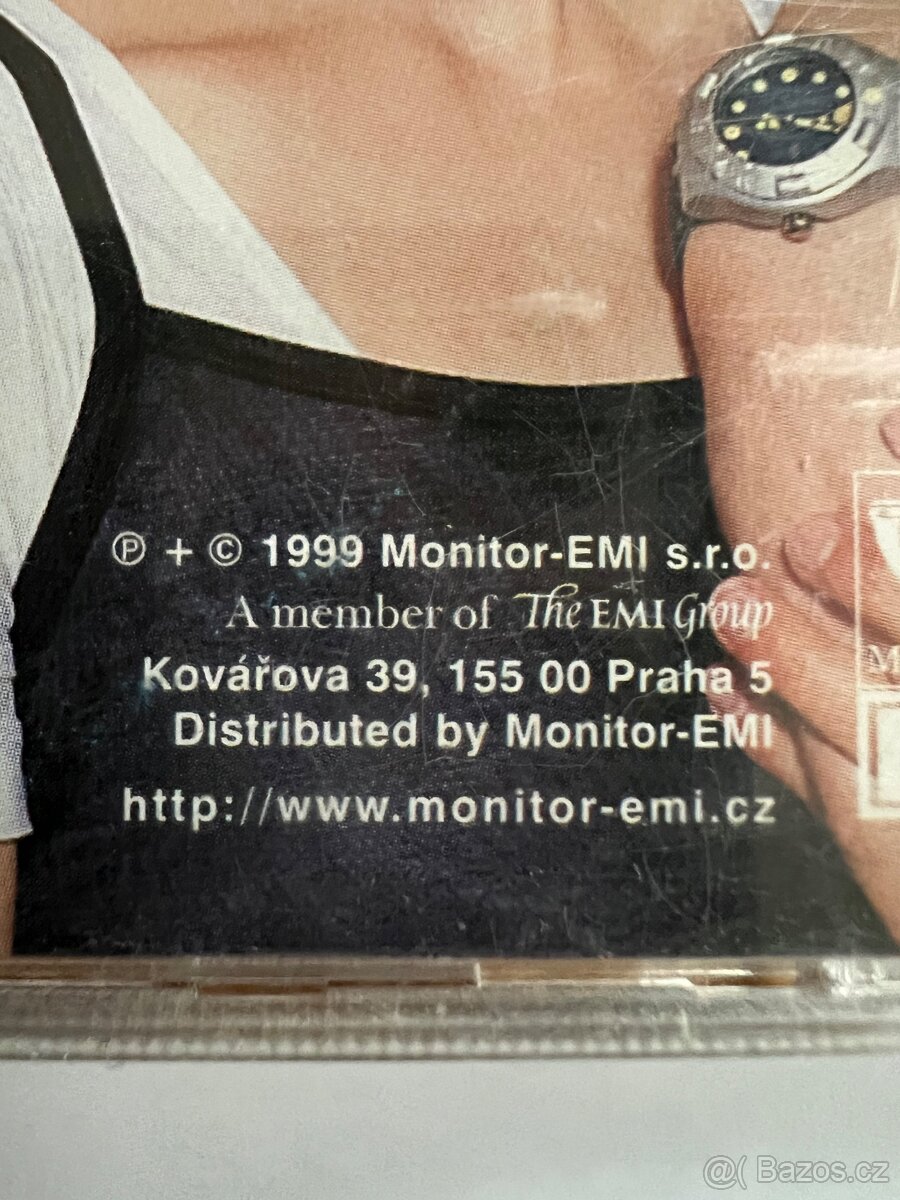 ℗ + © 1999 Monitor-EMI s.r.o.
A member of The EMI Group
Kovářova 39, 155 00 Praha 5
Distributed by Monitor-EMI
http://www.monitor-emi.cz
@( Bazos.cz